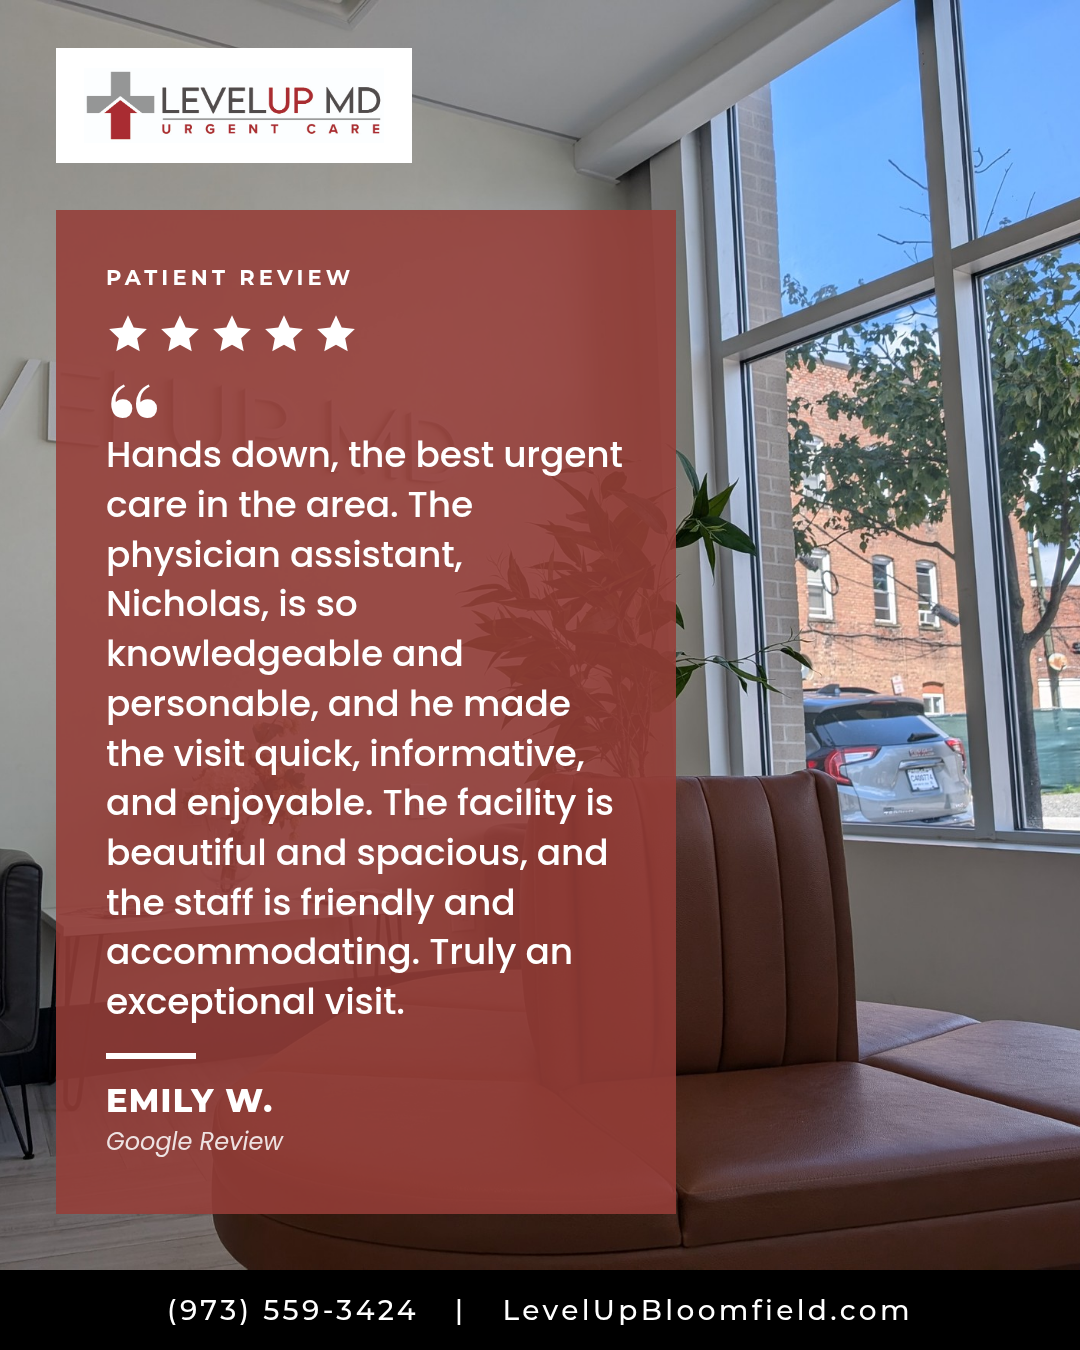 LEVELUP MD
URGENT CARE
PATIENT REVIEW
“
Hands down, the best urgent
care in the area. The
physician assistant,
Nicholas, is so
knowledgeable and
personable, and he made
the visit quick, informative,
and enjoyable. The facility is
beautiful and spacious, and
the staff is friendly and
accommodating. Truly an
exceptional visit.
EMILY W.
Google Review
(973) 559-3424 | LevelUpBloomfield.com